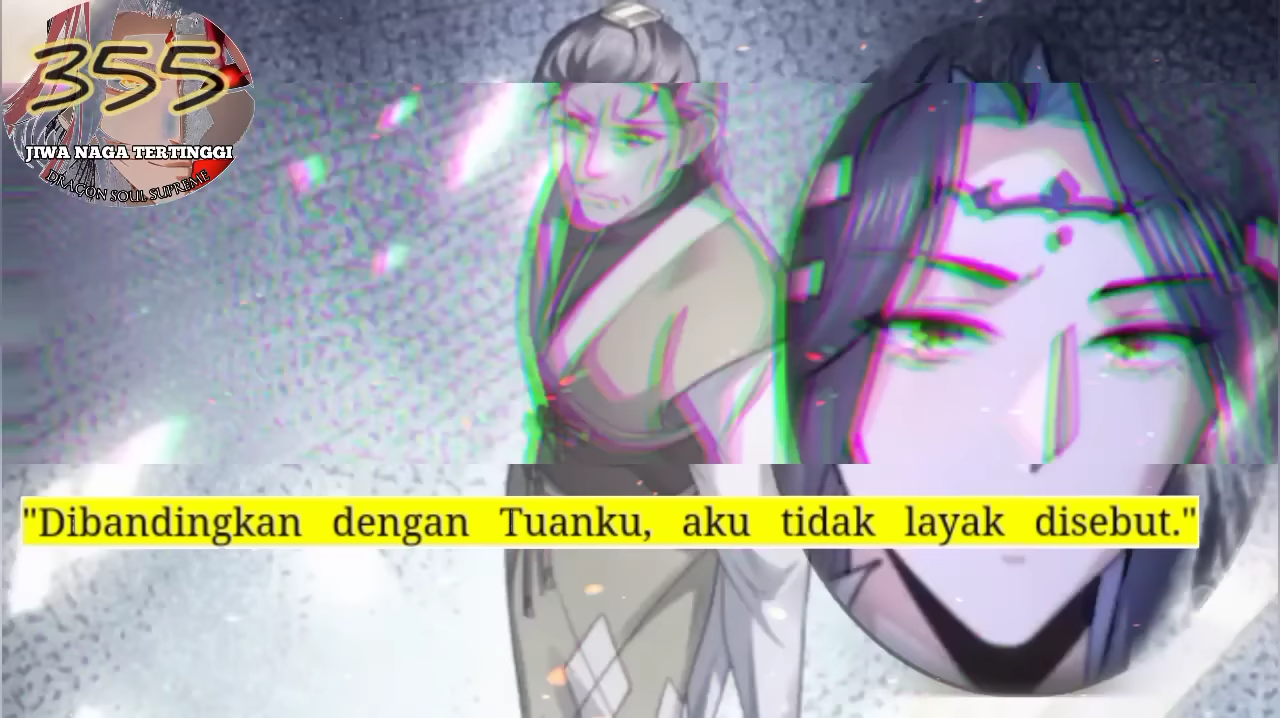 355
JIWA NAGA TERTINGGI
DRAGON SOUL SUPREME
"Dibandingkan dengan Tuanku, aku tidak layak disebut."